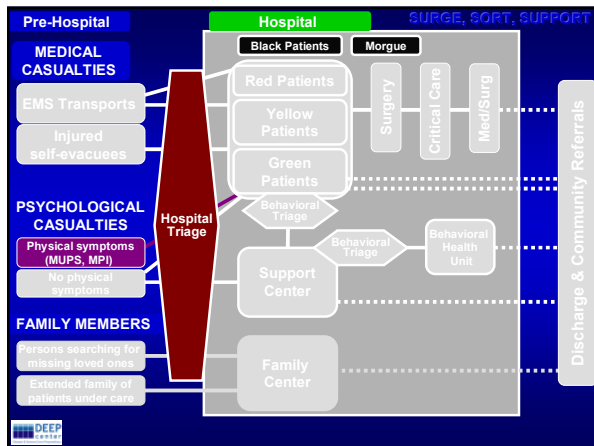 Pre-Hospital
Hospital
SURGE, SORT, SUPPORT
MEDICAL
CASUALTIES
EMS Transports
Injured
self-evacuees
PSYCHOLOGICAL
CASUALTIES
Physical symptoms
(MUPS, MPI)
No physical
symptoms
FAMILY MEMBERS
Persons searching for
missing loved ones
Extended family of
patients under care
Hospital
Triage
Black Patients
Morgue
Red Patients
Yellow
Patients
Green
Patients
Surgery
Critical Care
Med/Surg
Behavioral
Triage
Behavioral
Triage
Behavioral
Health
Unit
Support
Center
Family
Center
Discharge & Community Referrals
DEEP
center